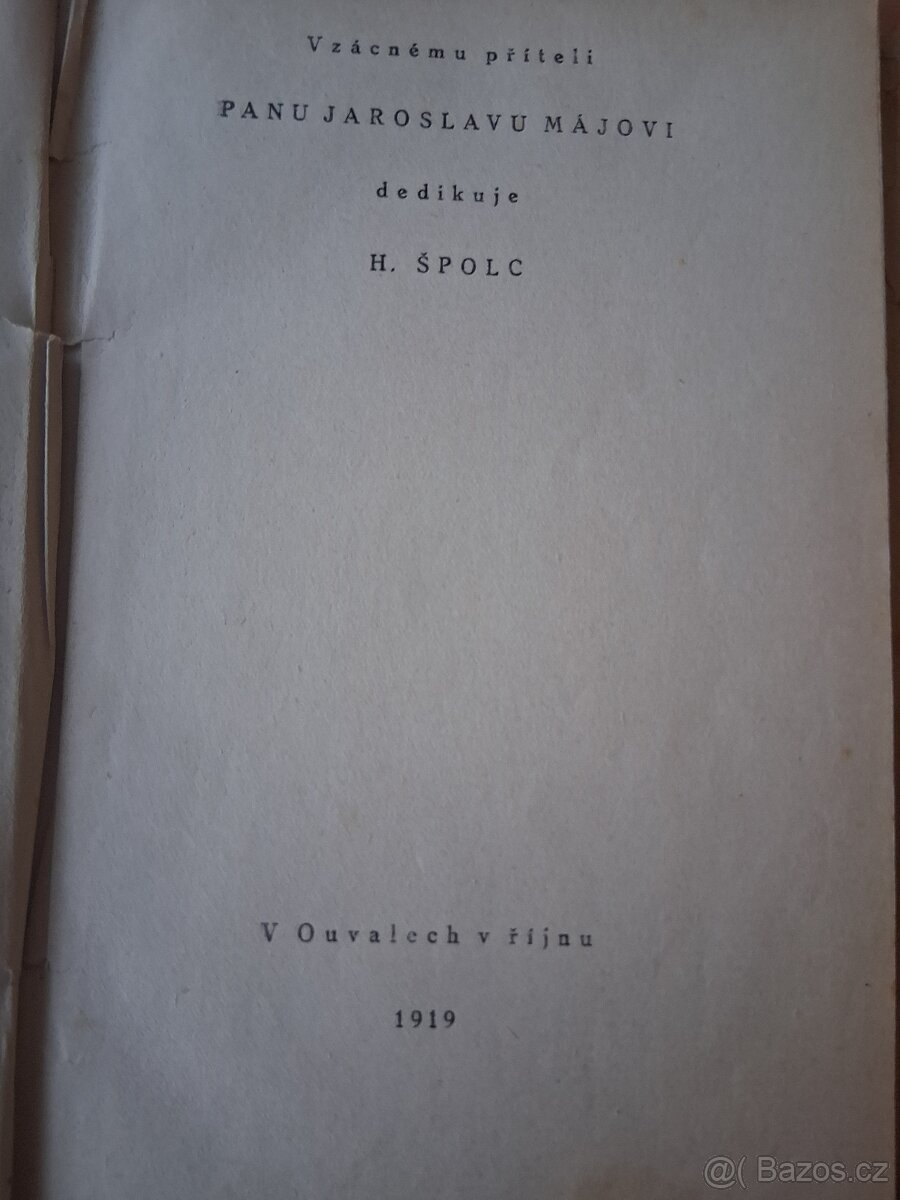 Vzácnému příteli
PANU JAROSLAVU MÁJOVI
dedikuje
H. ŠPOLC
V Ouvalech v říjnu
1919
@( Bazos.cz